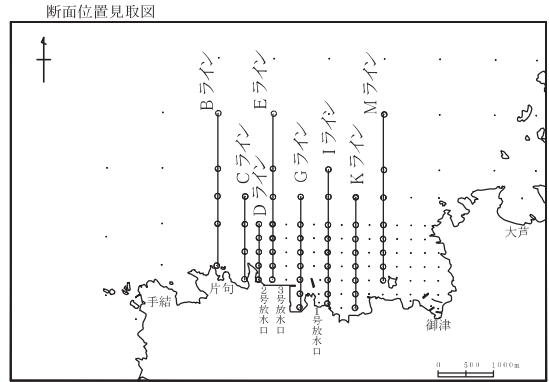 断面位置見取図
Bライン
Cライン
Dライン
Eライン
Gライン
Iライン
Kライン
Mライン
大芦
片句
手結
2号放水口
3号放水口
1号放水口
御津
0 500 1000m